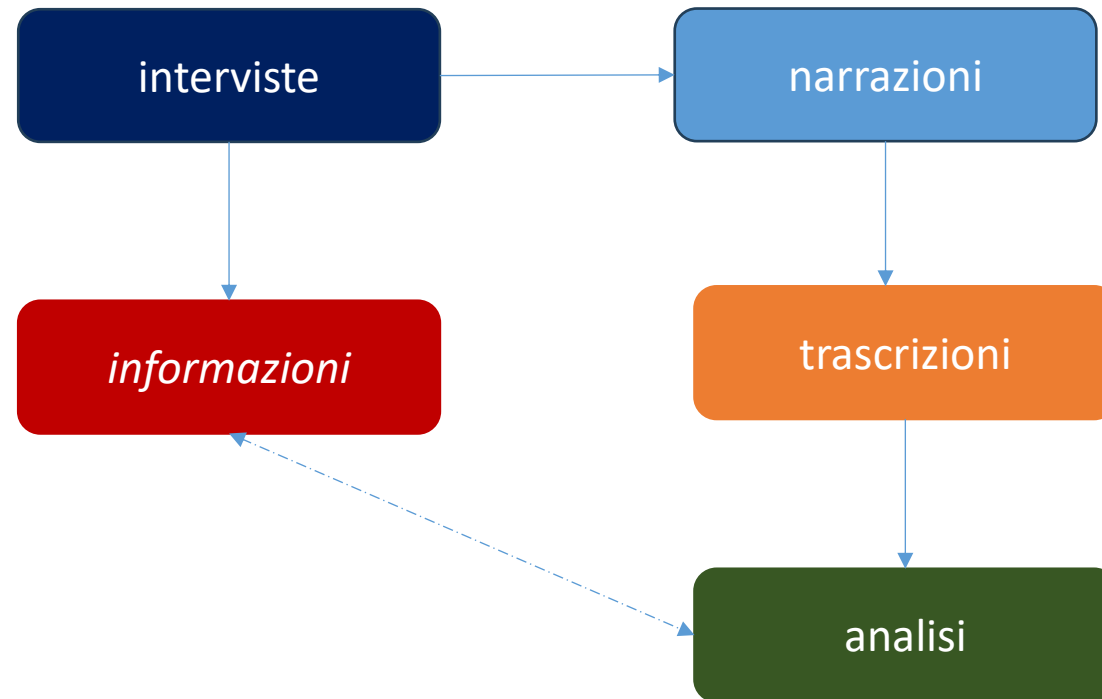 interviste
narrazioni
informazioni
trascrizioni
analisi